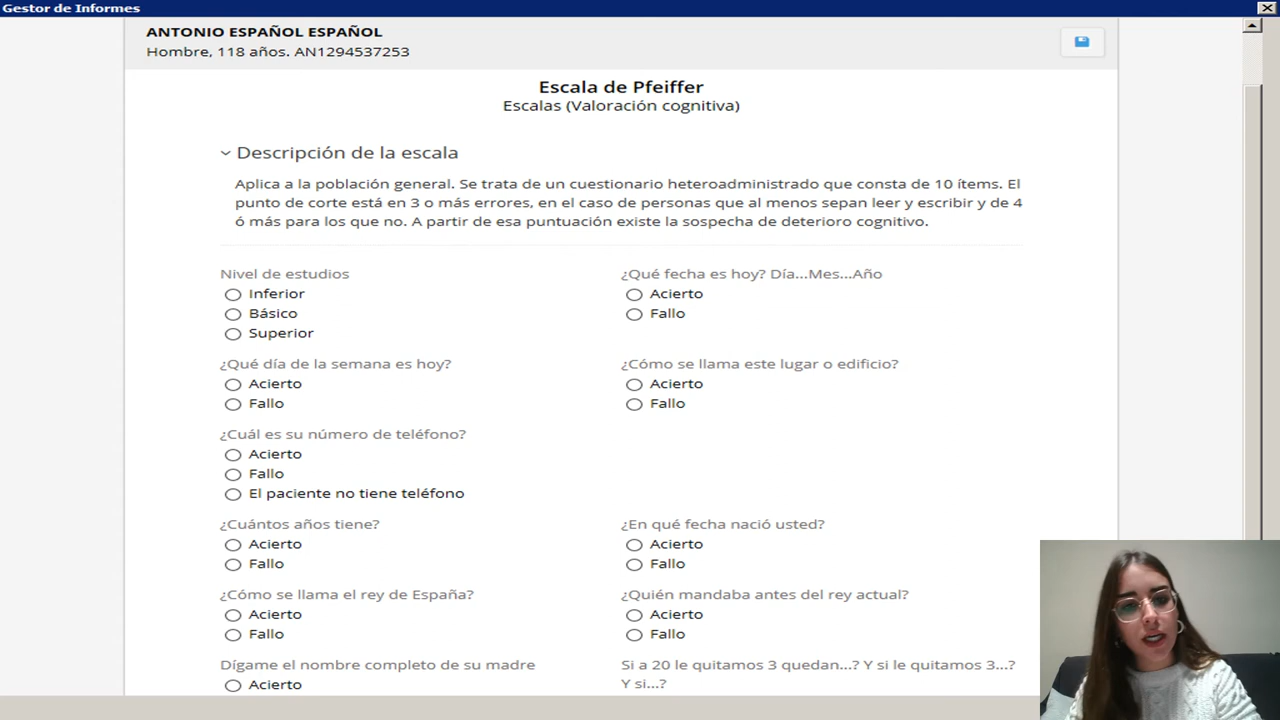 Gestor de Informes
ANTONIO ESPAÑOL ESPAÑOL
Hombre, 118 años. AN1294537253
Escala de Pfeiffer
Escalas (Valoración cognitiva)
Descripción de la escala
Aplica a la población general. Se trata de un cuestionario heteroadministrado que consta de 10 ítems. El
punto de corte está en 3 o más errores, en el caso de personas que al menos sepan leer y escribir y de 4
ó más para los que no. A partir de esa puntuación existe la sospecha de deterioro cognitivo.
Nivel de estudios
Inferior
Básico
Superior
¿Qué fecha es hoy? Día...Mes...Año
Acierto
Fallo
¿Qué día de la semana es hoy?
Acierto
Fallo
¿Cómo se llama este lugar o edificio?
Acierto
Fallo
¿Cuál es su número de teléfono?
Acierto
Fallo
El paciente no tiene teléfono
¿Cuántos años tiene?
Acierto
Fallo
¿En qué fecha nació usted?
Acierto
Fallo
¿Cómo se llama el rey de España?
Acierto
Fallo
¿Quién mandaba antes del rey actual?
Acierto
Fallo
Dígame el nombre completo de su madre
Acierto
Si a 20 le quitamos 3 quedan...? Y si le quitamos 3...?
Y si...?